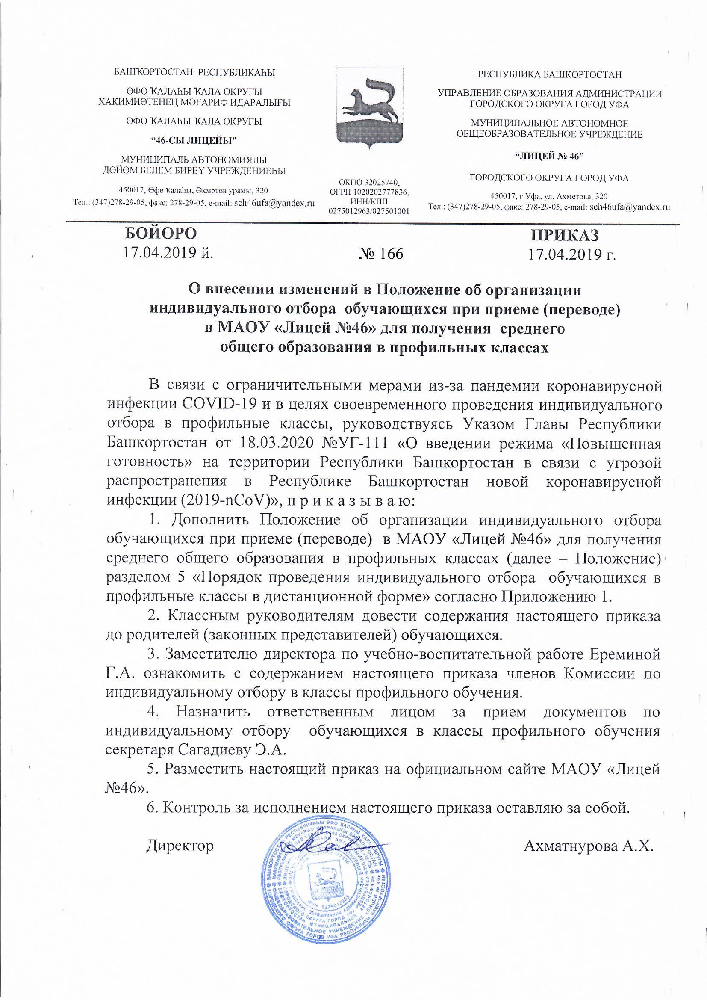 БАШҠОРТОСТАН РЕСПУБЛИКАҺЫ
ӨФӨ ҠАЛАҺЫ ҠАЛА ОКРУГЫ
ХАКИМИӘТЕНЕҢ МӘҒАРИФ ИДАРАЛЫҒЫ
ӨФӨ ҠАЛАҺЫ ҠАЛА ОКРУГЫ
“46-СЫ ЛИЦЕЙЫ”
МУНИЦИПАЛЬ АВТОНОМИЯЛЫ
ДӨЙӨМ БЕЛЕМ БИРЕҮ УЧРЕЖДЕНИЕҺЫ
450017, Өфө ҡалаһы, Әхмәтов урамы, 320
Тел.: (347)278-29-05, факс: 278-29-05, e-mail: sch46ufa@yandex.ru
ОКПО 32025740,
ОГРН 1020202777836,
ИНН/КПП
0275012963/027501001
РЕСПУБЛИКА БАШКОРТОСТАН
УПРАВЛЕНИЕ ОБРАЗОВАНИЯ АДМИНИСТРАЦИИ
ГОРОДСКОГО ОКРУГА ГОРОД УФА
МУНИЦИПАЛЬНОЕ АВТОНОМНОЕ
ОБЩЕОБРАЗОВАТЕЛЬНОЕ УЧРЕЖДЕНИЕ
“ЛИЦЕЙ № 46”
ГОРОДСКОГО ОКРУГА ГОРОД УФА
450017, г.Уфа, ул. Ахметова, 320
Тел.: (347)278-29-05, факс: 278-29-05, e-mail: sch46ufa@yandex.ru
БОЙОРО ПРИКАЗ
17.04.2019 й. № 166 17.04.2019 г.
О внесении изменений в Положение об организации
индивидуального отбора обучающихся при приеме (переводе)
в МАОУ «Лицей №46» для получения среднего
общего образования в профильных классах
В связи с ограничительными мерами из-за пандемии коронавирусной
инфекции COVID-19 и в целях своевременного проведения индивидуального
отбора в профильные классы, руководствуясь Указом Главы Республики
Башкортостан от 18.03.2020 №УГ-111 «О введении режима «Повышенная
готовность» на территории Республики Башкортостан в связи с угрозой
распространения в Республике Башкортостан новой коронавирусной
инфекции (2019-nCoV)», п р и к а з ы в а ю:
1. Дополнить Положение об организации индивидуального отбора
обучающихся при приеме (переводе) в МАОУ «Лицей №46» для получения
среднего общего образования в профильных классах (далее – Положение)
разделом 5 «Порядок проведения индивидуального отбора обучающихся в
профильные классы в дистанционной форме» согласно Приложению 1.
2. Классным руководителям довести содержания настоящего приказа
до родителей (законных представителей) обучающихся.
3. Заместителю директора по учебно-воспитательной работе Ереминой
Г.А. ознакомить с содержанием настоящего приказа членов Комиссии по
индивидуальному отбору в классы профильного обучения.
4. Назначить ответственным лицом за прием документов по
индивидуальному отбору обучающихся в классы профильного обучения
секретаря Сагадиеву Э.А.
5. Разместить настоящий приказ на официальном сайте МАОУ «Лицей
№46».
6. Контроль за исполнением настоящего приказа оставляю за собой.
Директор Ахматнурова А.Х.
ИНН 0275012963